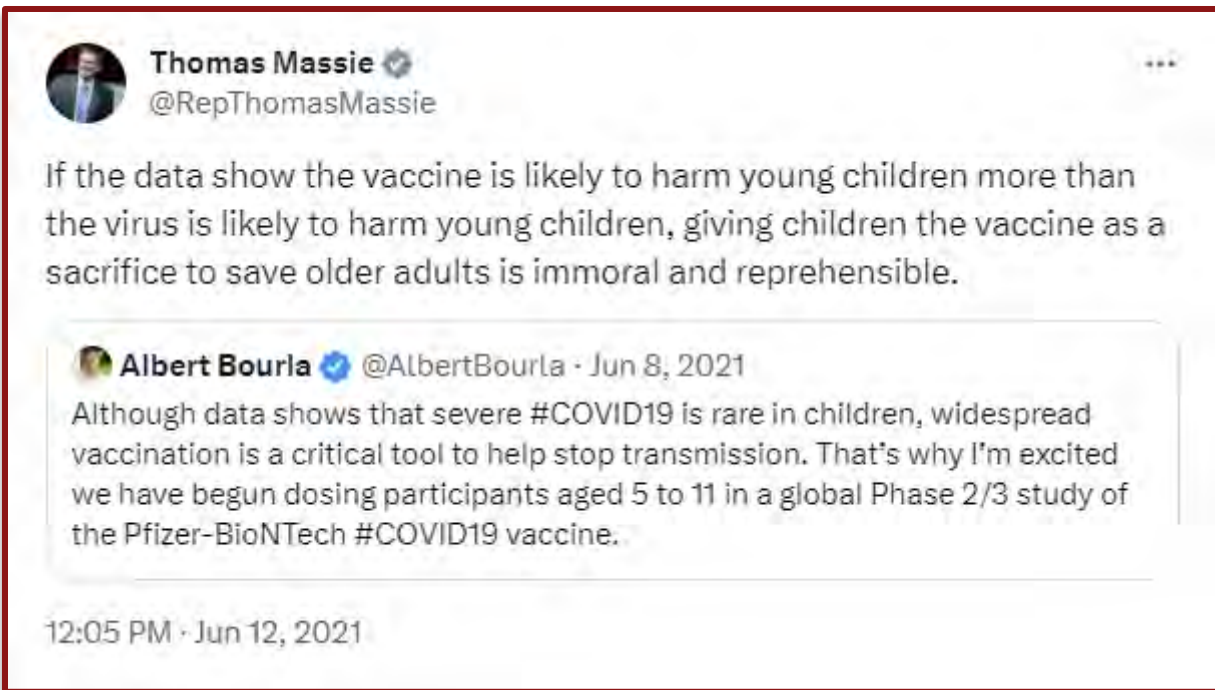 Thomas Massie
@RepThomasMassie
If the data show the vaccine is likely to harm young children more than
the virus is likely to harm young children, giving children the vaccine as a
sacrifice to save older adults is immoral and reprehensible.
Albert Bourla @AlbertBourla · Jun 8, 2021
Although data shows that severe #COVID19 is rare in children, widespread
vaccination is a critical tool to help stop transmission. That's why I'm excited
we have begun dosing participants aged 5 to 11 in a global Phase 2/3 study of
the Pfizer-BioNTech #COVID19 vaccine.
12:05 PM · Jun 12, 2021